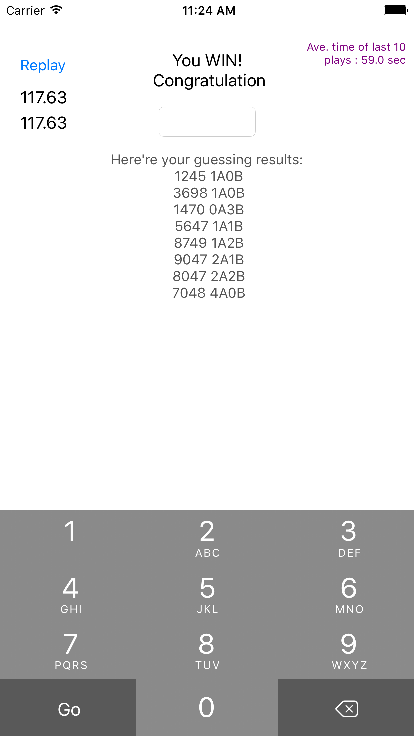 Carrier 11:24 AM
Ave. time of last 10
plays : 59.0 sec
Replay
You WIN!
Congratulation
117.63
117.63
Here're your guessing results:
1245 1A0B
3698 1A0B
1470 0A3B
5647 1A1B
8749 1A2B
9047 2A1B
8047 2A2B
7048 4A0B
1 2 3
ABC DEF
4 5 6
GHI JKL MNO
7 8 9
PQRS TUV WXYZ
Go 0